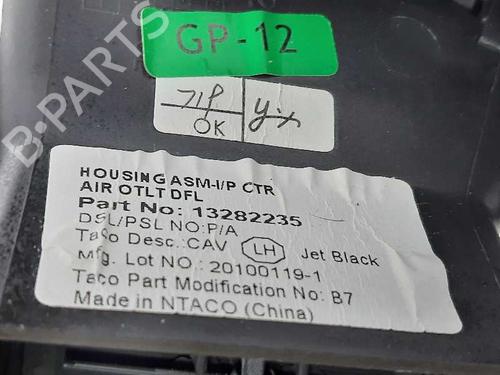 GP-12
71P
OK
y.x
B-PARTS
HOUSING ASM-I/P CTR
AIR OTLT DFL
Part No: 13282235
DSL/PSL NO:P/A
Taco Desc.:CAV LH Jet Black
Mfg. Lot NO : 20100119-1
Taco Part Modification No: B7
Made in NTACO (China)